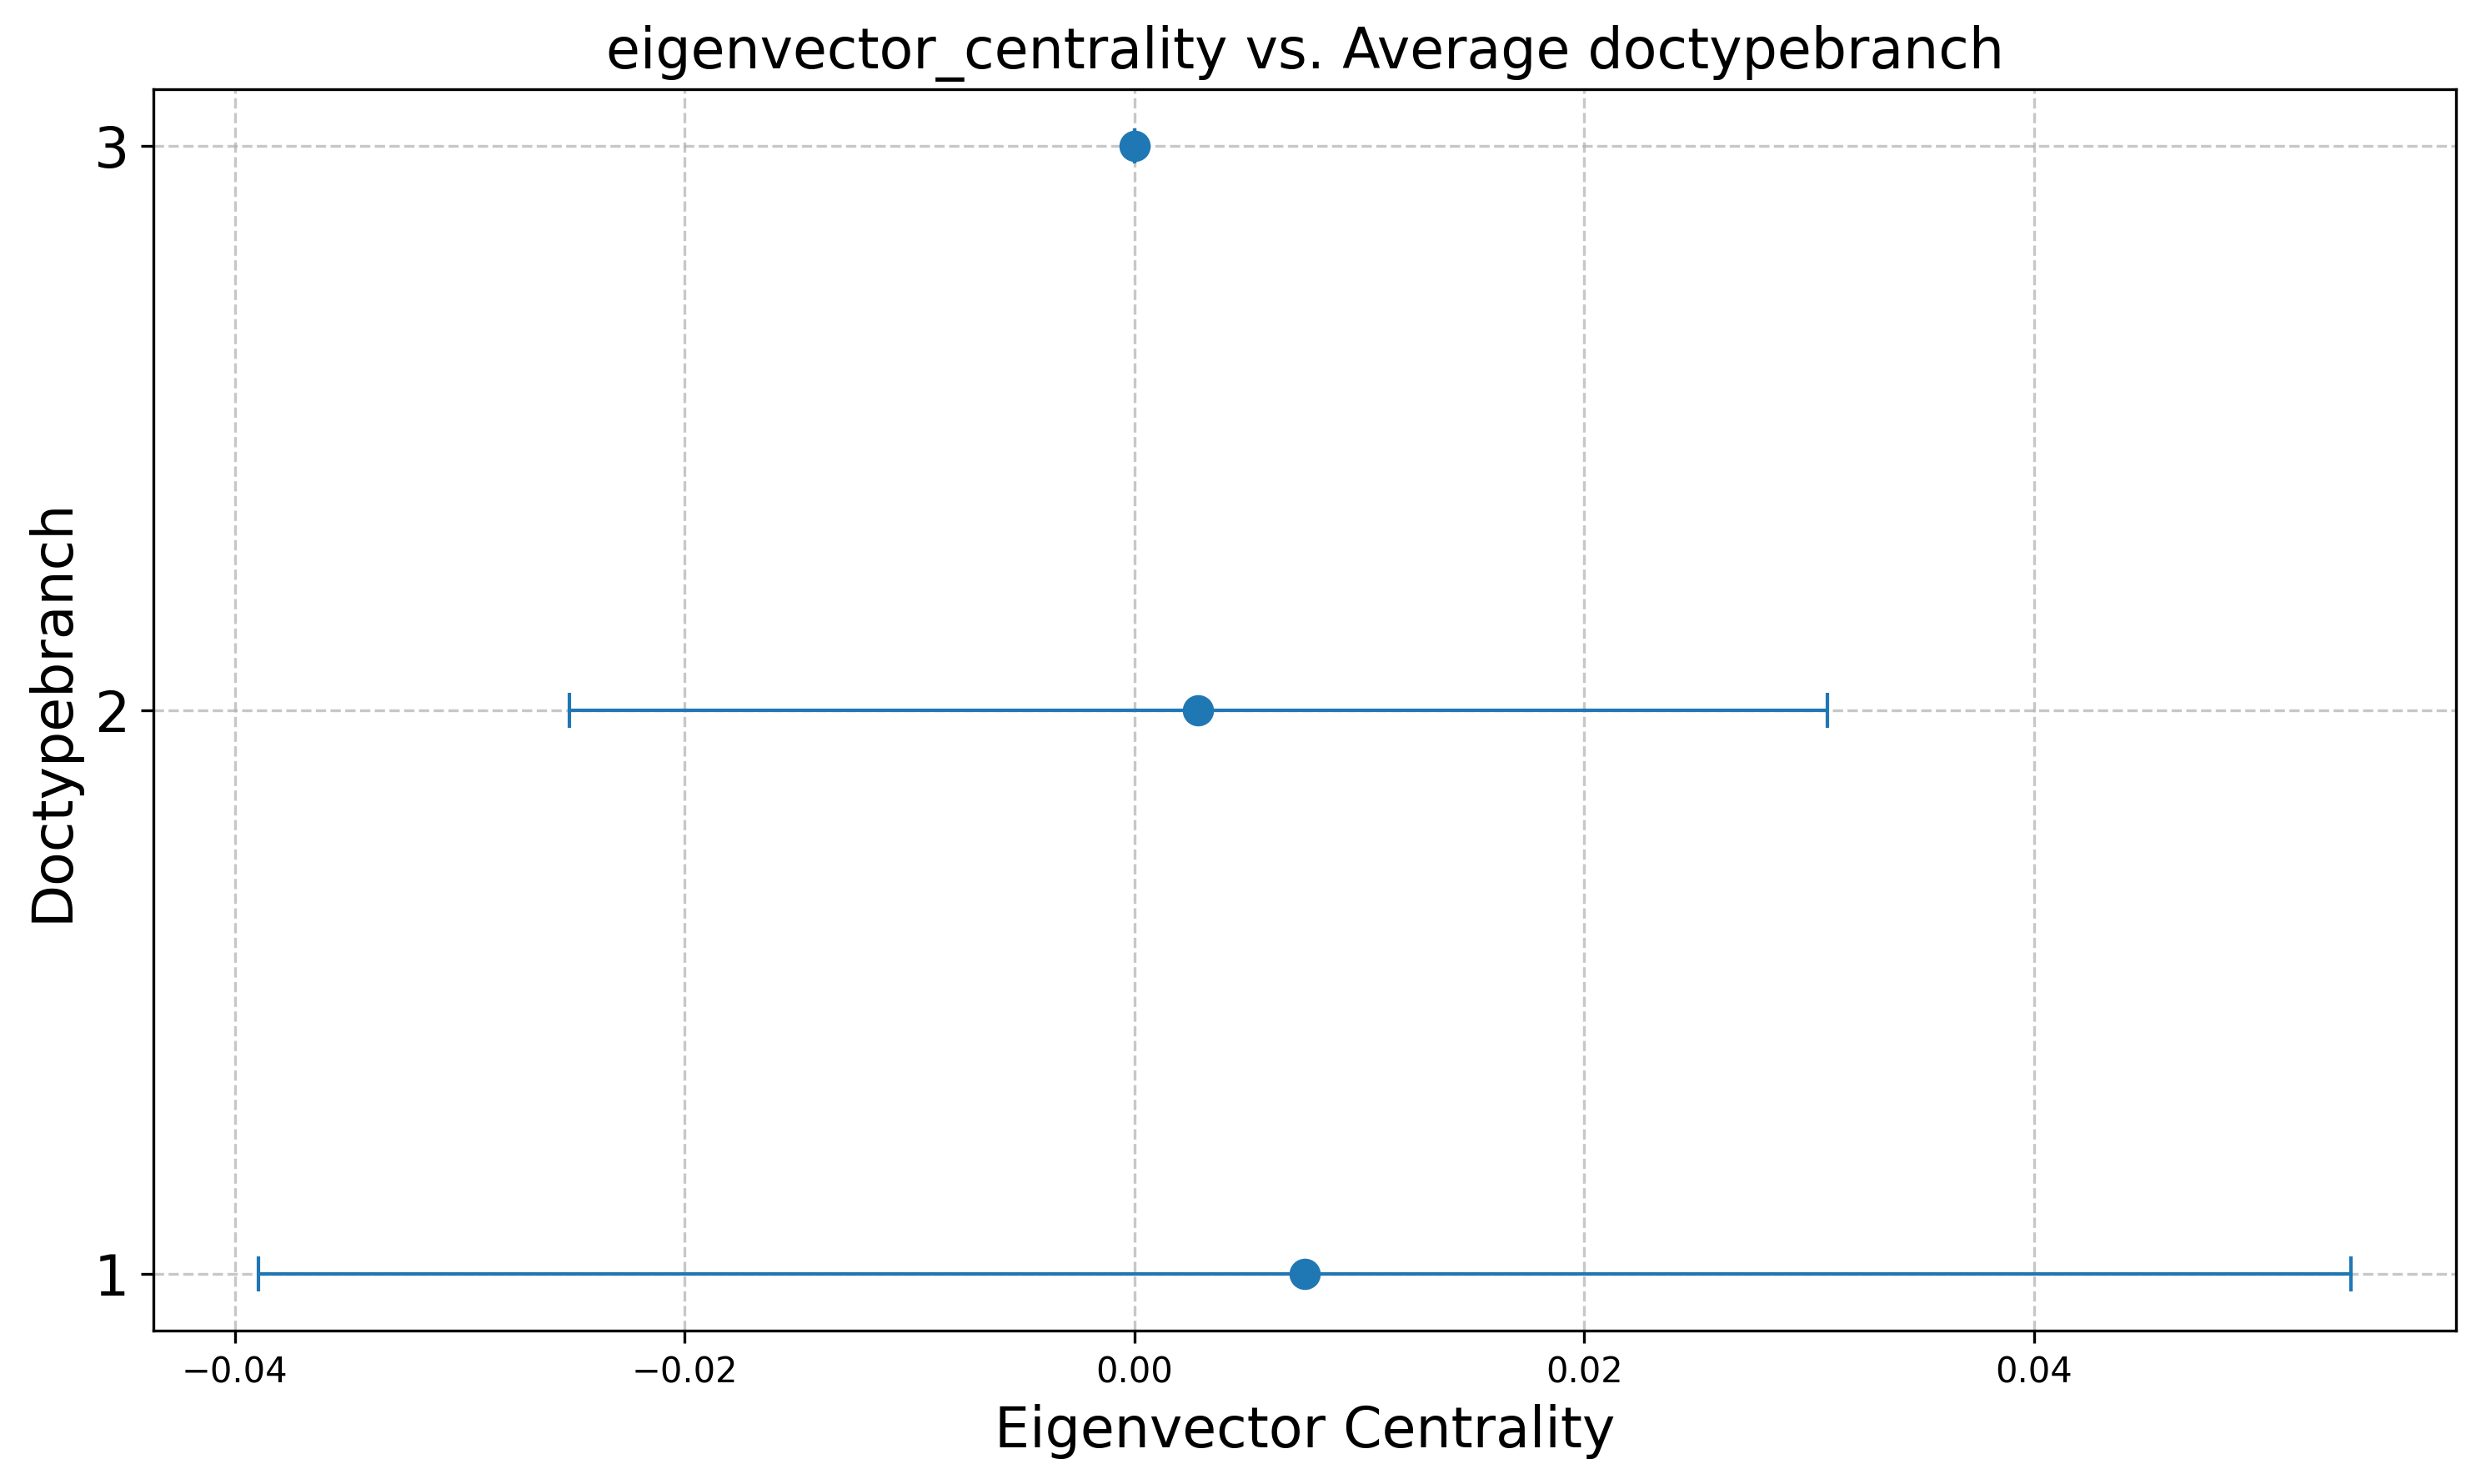 eigenvector_centrality vs. Average doctypebranch
Doctypebranch
3
2
1
−0.04
−0.02
0.00
0.02
0.04
Eigenvector Centrality